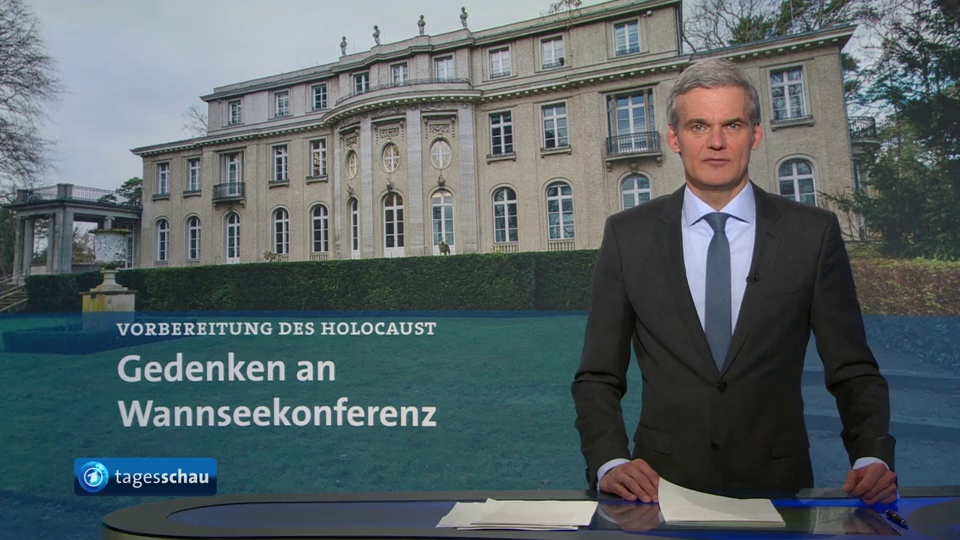 VORBEREITUNG DES HOLOCAUST
Gedenken an
Wannseekonferenz
tagesschau